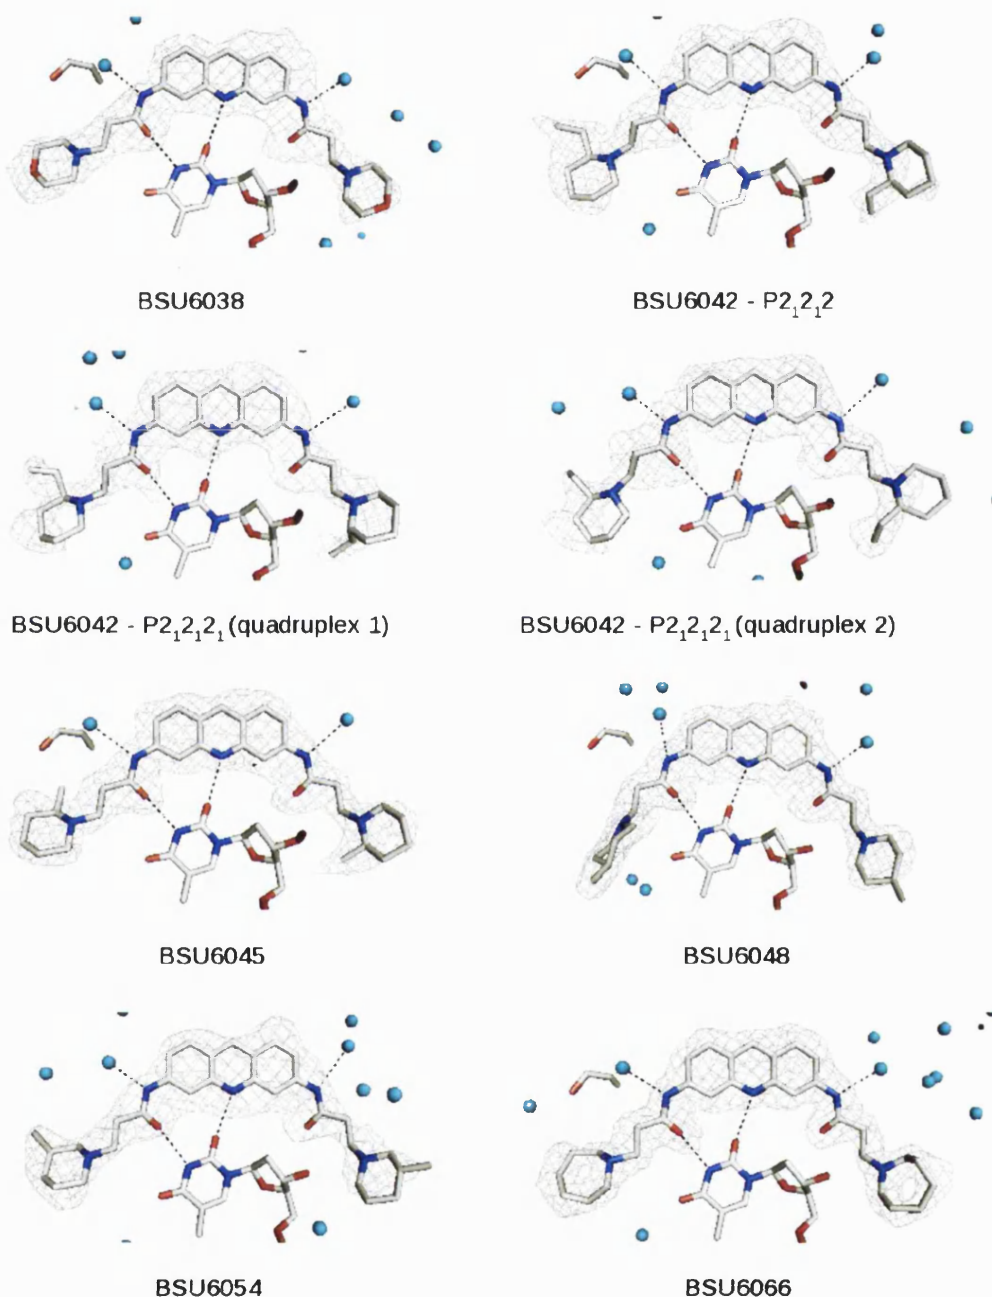 BSU6038
BSU6042 - P2₁2₁2
BSU6042 - P2₁2₁2₁ (quadruplex 1)
BSU6042 - P2₁2₁2₁ (quadruplex 2)
BSU6045
BSU6048
BSU6054
BSU6066